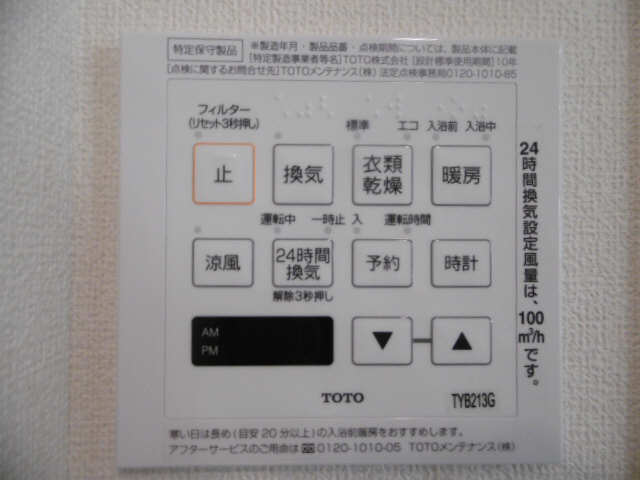 特定保守製品 ※製造年月・製品品番・点検期間については、製品本体に記載
[特定製造事業者等名]TOTO株式会社 [設計標準使用期間]10年
[点検に関するお問合せ先]TOTOメンテナンス(株) 法定点検事務局0120-1010-85
フィルター
(リセット3秒押し) 標準 エコ 入浴前 入浴中
止 換気 衣類乾燥 暖房
運転中 一時止 入 運転時間
涼風 24時間換気 予約 時計
解除3秒押し
AM
PM
▼ ▲
TOTO TYB213G
24時間換気設定風量は、100m³/hです。
寒い日は長め(目安20分以上)の入浴前暖房をおすすめします。
アフターサービスのご用命は 0120-1010-05 TOTOメンテナンス(株)